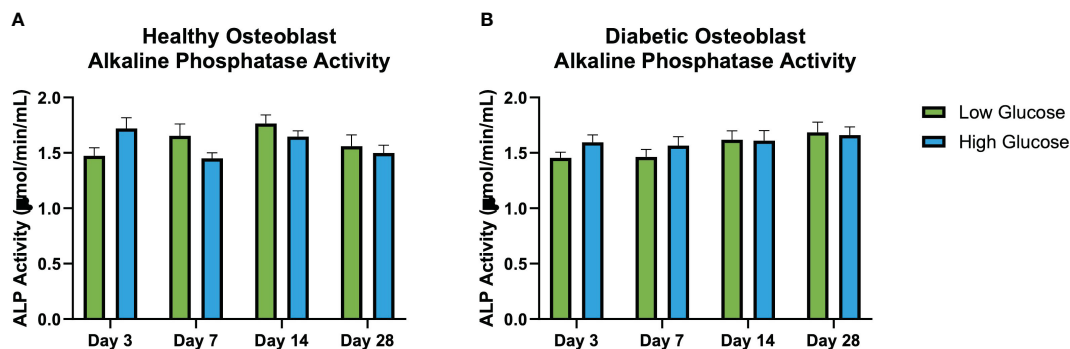 A
Healthy Osteoblast
Alkaline Phosphatase Activity
ALP Activity (µmol/min/mL)
2.0
1.5
1.0
0.5
0.0
Day 3 Day 7 Day 14 Day 28
B
Diabetic Osteoblast
Alkaline Phosphatase Activity
ALP Activity (µmol/min/mL)
2.0
1.5
1.0
0.5
0.0
Day 3 Day 7 Day 14 Day 28
Low Glucose
High Glucose